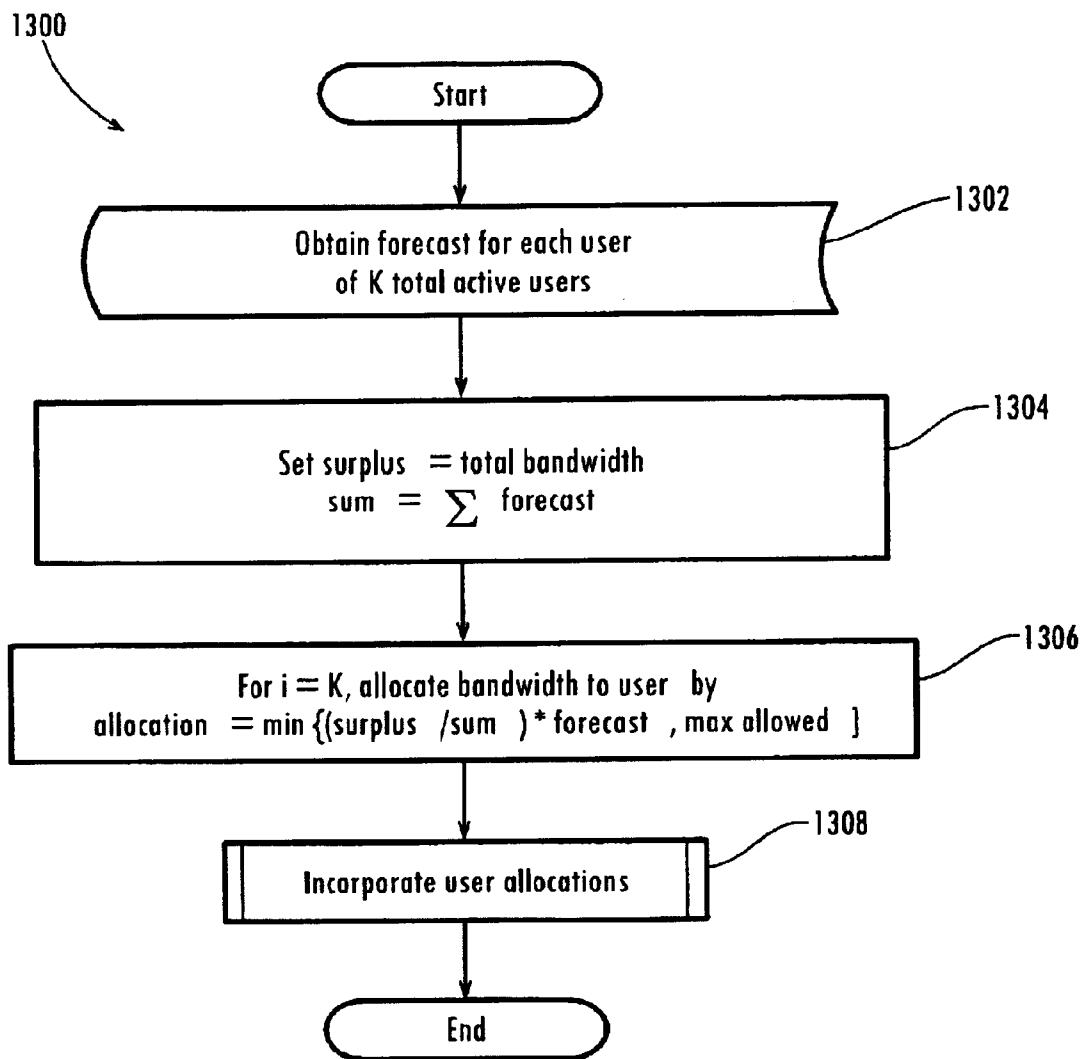 1300
Start
1302
Obtain forecast for each user
of K total active users
1304
Set surplus = total bandwidth
sum = ∑ forecast
1306
For i = K, allocate bandwidth to user by
allocation = min {(surplus /sum )* forecast , max allowed ]
1308
Incorporate user allocations
End